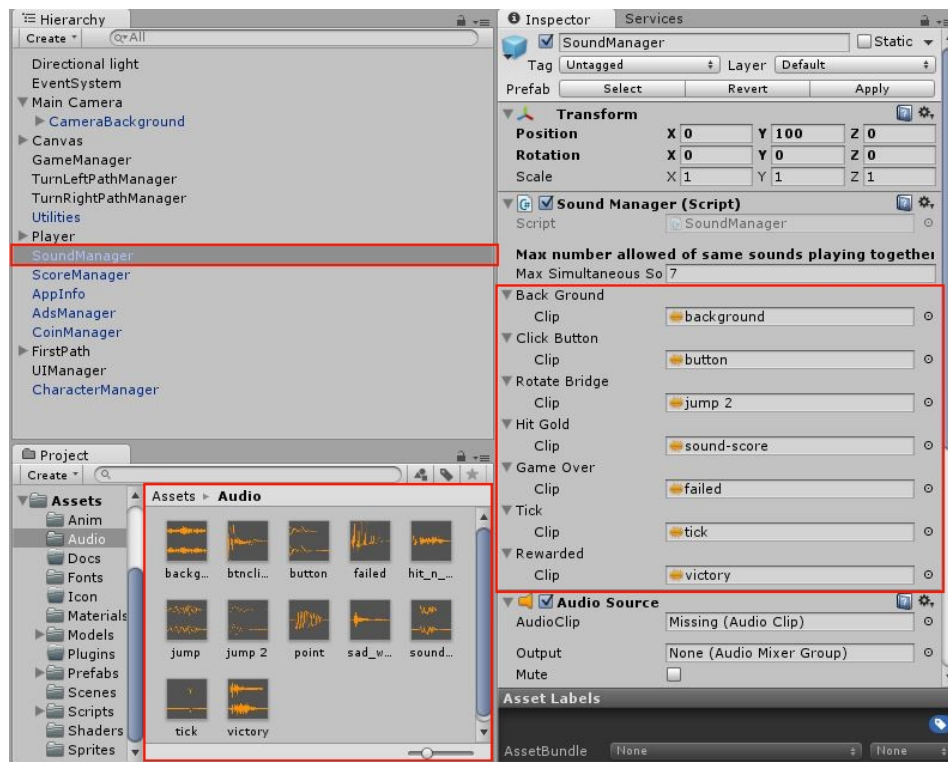 Hierarchy
Create
All
Directional light
EventSystem
Main Camera
CameraBackground
Canvas
GameManager
TurnLeftPathManager
TurnRightPathManager
Utilities
Player
SoundManager
ScoreManager
AppInfo
AdsManager
CoinManager
FirstPath
UIManager
CharacterManager
Project
Create
Assets
Anim
Audio
Docs
Fonts
Icon
Materials
Models
Plugins
Prefabs
Scenes
Scripts
Shaders
Sprites
Assets Audio
backg... btncli... button failed hit_n_...
jump jump 2 point sad_w... sound...
tick victory
Inspector Services
SoundManager Static
Tag Untagged Layer Default
Prefab Select Revert Apply
Transform
Position X 0 Y 100 Z 0
Rotation X 0 Y 0 Z 0
Scale X 1 Y 1 Z 1
Sound Manager (Script)
Script SoundManager
Max number allowed of same sounds playing together
Max Simultaneous So 7
Back Ground
Clip background
Click Button
Clip button
Rotate Bridge
Clip jump 2
Hit Gold
Clip sound-score
Game Over
Clip failed
Tick
Clip tick
Rewarded
Clip victory
Audio Source
AudioClip Missing (Audio Clip)
Output None (Audio Mixer Group)
Mute
Asset Labels
AssetBundle None None